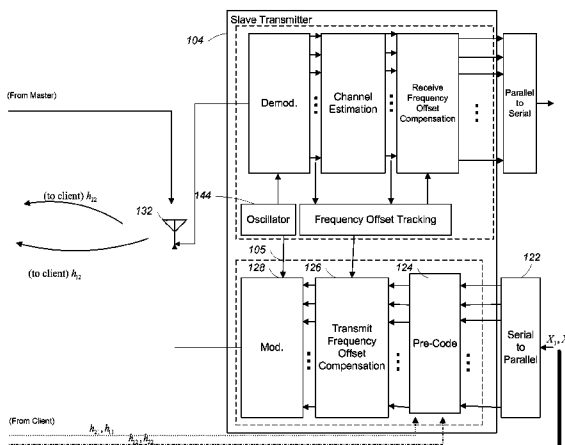 Slave Transmitter
104
(From Master)
Demod.
Channel
Estimation
Receive
Frequency
Offset
Compensation
Parallel
to
Serial
(to client) h12
132
144
Oscillator
Frequency Offset Tracking
(to client) h12
105
128
126
124
122
Mod.
Transmit
Frequency
Offset
Compensation
Pre-Code
Serial
to
Parallel
X1, X
(From Client)